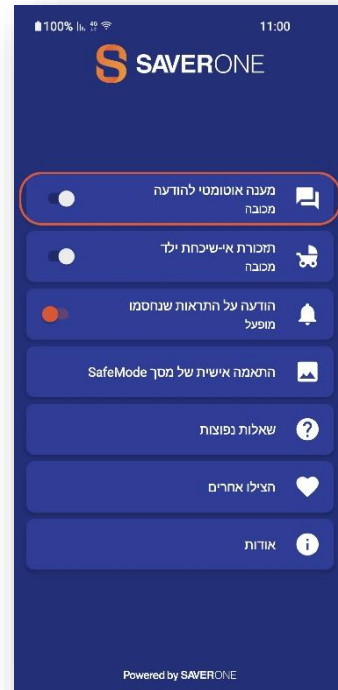 100% 11:00
SAVERONE
מענה אוטומטי להודעה
מכובה
תזכורת אי-שיכחת ילד
מכובה
הודעה על התראות שנחסמו
מופעל
התאמה אישית של מסך SafeMode
שאלות נפוצות
הצילו אחרים
אודות
Powered by SAVERONE